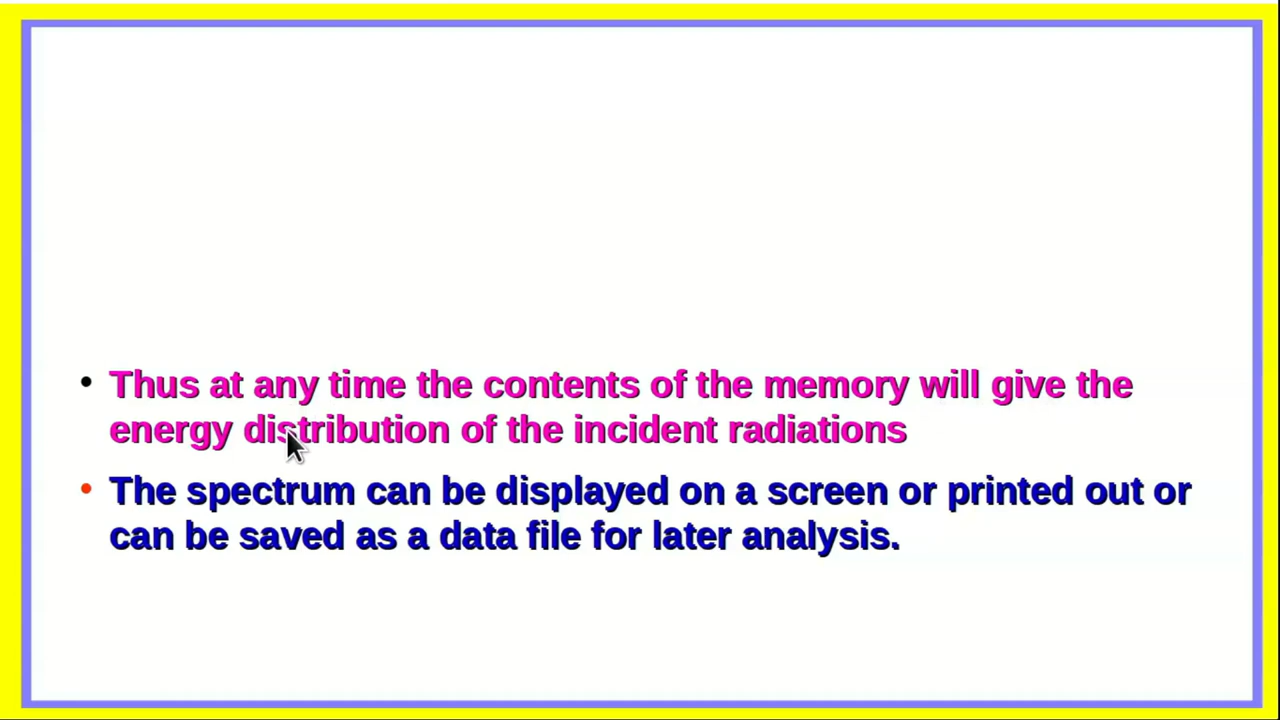 • Thus at any time the contents of the memory will give the
energy distribution of the incident radiations
• The spectrum can be displayed on a screen or printed out or
can be saved as a data file for later analysis.